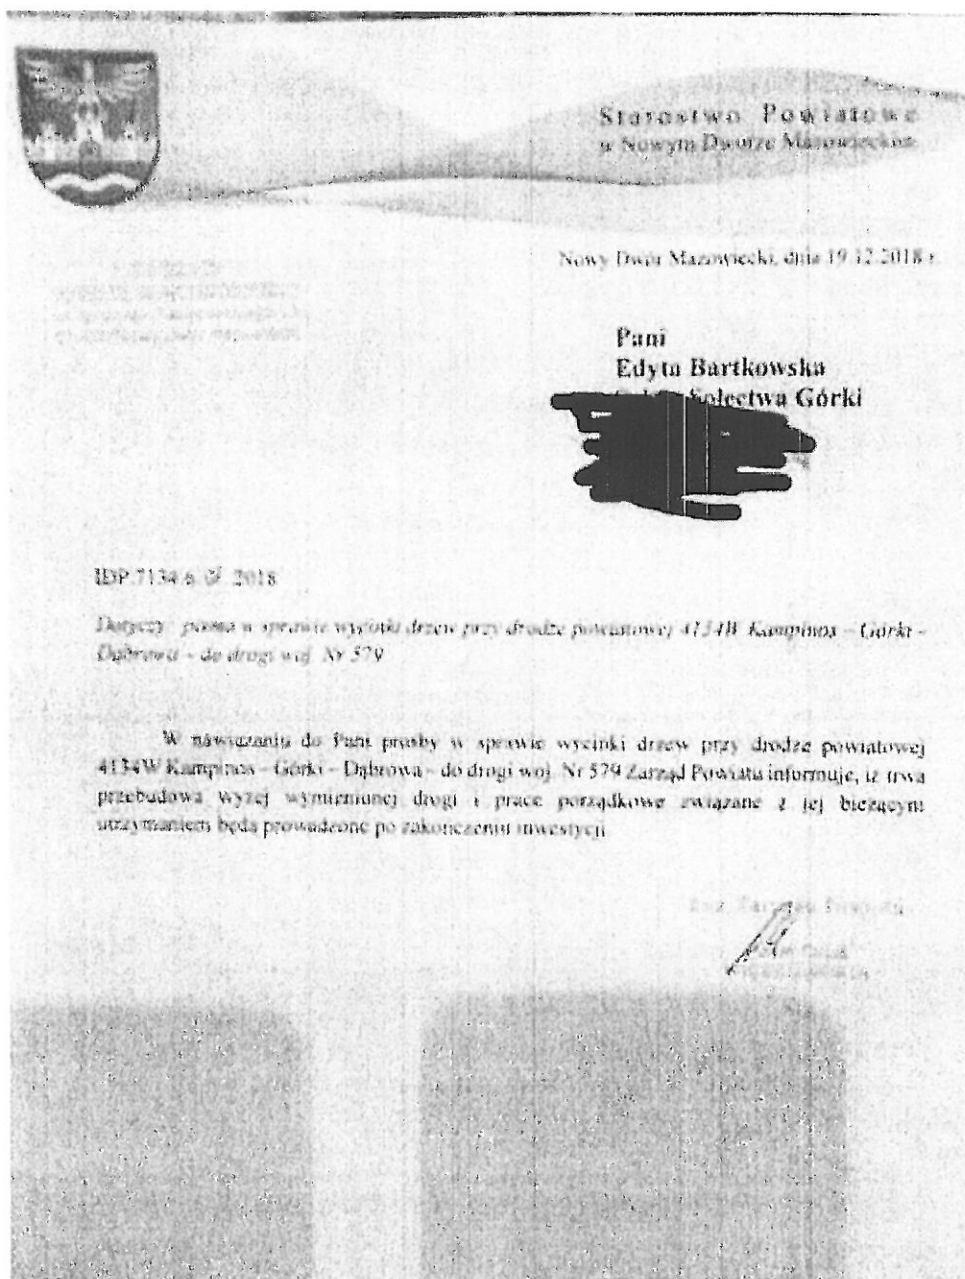 Starostwo Powiatowe
w Nowym Dworze Mazowieckim
Nowy Dwór Mazowiecki, dnia 19.12.2018 r.
Pani
Edyta Bartkowska
Sołectwa Górki
IDP.7134.6. .2018
Dotyczy: pisma w sprawie wycinki drzew przy drodze powiatowej 4134W Kampinos – Górki –
Dąbrowa – do drogi woj. Nr 579
W nawiązaniu do Pani prośby w sprawie wycinki drzew przy drodze powiatowej
4134W Kampinos – Górki – Dąbrowa – do drogi woj. Nr 579 Zarząd Powiatu informuje, iż trwa
przebudowa wyżej wymienionej drogi i prace porządkowe związane z jej bieżącym
utrzymaniem będą prowadzone po zakończeniu inwestycji